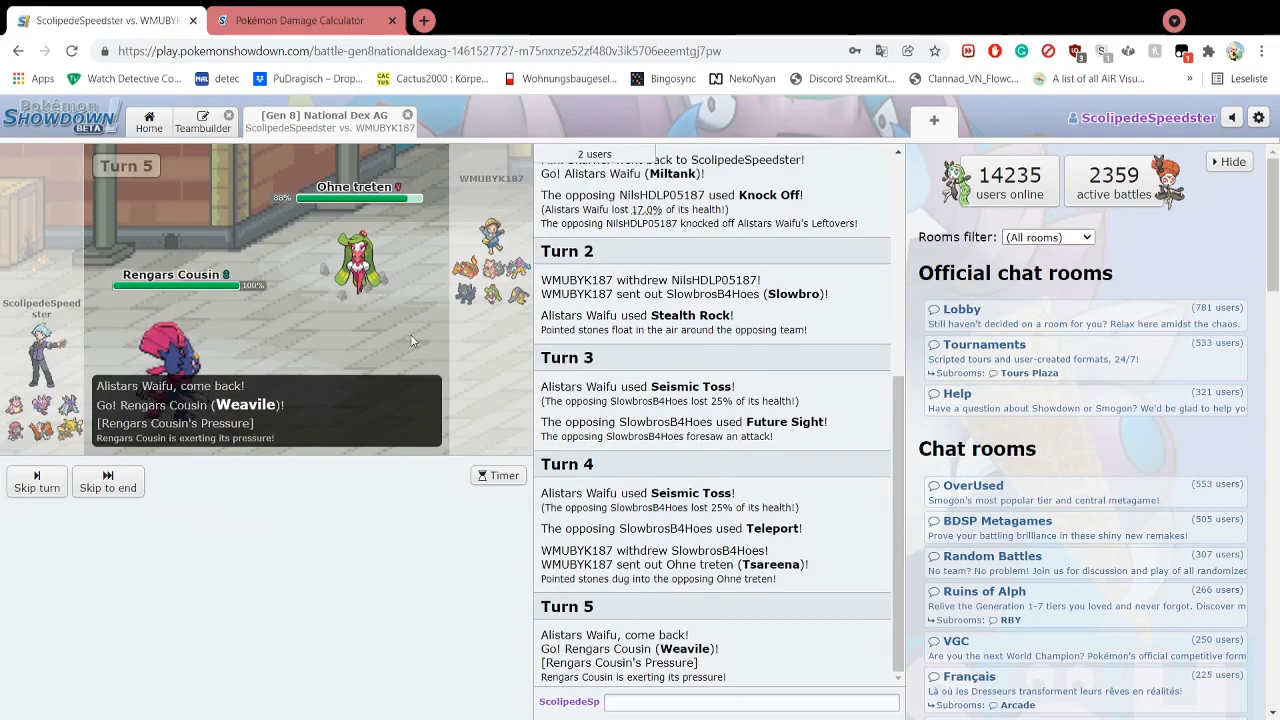 ScolipedeSpeedster vs. WMUBYK
Pokémon Damage Calculator
https://play.pokemonshowdown.com/battle-gen8nationaldexag-1461527727-m75nxnze52zf480v3ik5706eeemtgj7pw
Apps
Watch Detective Co...
detec
PuDragisch – Drop...
Cactus2000 : Körpe...
Wohnungsbaugesel...
Bingosync
NekoNyan
Discord StreamKit...
Clannad_VN_Flowc...
A list of all AIR Visu...
»
Leseliste
Pokémon
SHOWDOWN
BETA
Home
Teambuilder
[Gen 8] National Dex AG
ScolipedeSpeedster vs. WMUBYK187
ScolipedeSpeedster
Turn 5
Ohne treten
88%
Rengars Cousin
100%
WMUBYK187
ScolipedeSpeed
ster
Alistars Waifu, come back!
Go! Rengars Cousin (Weavile)!
[Rengars Cousin's Pressure]
Rengars Cousin is exerting its pressure!
Skip turn
Skip to end
Timer
2 users
Go! Alistars Waifu (Miltank)!
The opposing NilsHDLP05187 used Knock Off!
(Alistars Waifu lost 17.0% of its health!)
The opposing NilsHDLP05187 knocked off Alistars Waifu's Leftovers!
Turn 2
WMUBYK187 withdrew NilsHDLP05187!
WMUBYK187 sent out SlowbrosB4Hoes (Slowbro)!
Alistars Waifu used Stealth Rock!
Pointed stones float in the air around the opposing team!
Turn 3
Alistars Waifu used Seismic Toss!
(The opposing SlowbrosB4Hoes lost 25% of its health!)
The opposing SlowbrosB4Hoes used Future Sight!
The opposing SlowbrosB4Hoes foresaw an attack!
Turn 4
Alistars Waifu used Seismic Toss!
(The opposing SlowbrosB4Hoes lost 25% of its health!)
The opposing SlowbrosB4Hoes used Teleport!
WMUBYK187 withdrew SlowbrosB4Hoes!
WMUBYK187 sent out Ohne treten (Tsareena)!
Pointed stones dug into the opposing Ohne treten!
Turn 5
Alistars Waifu, come back!
Go! Rengars Cousin (Weavile)!
[Rengars Cousin's Pressure]
Rengars Cousin is exerting its pressure!
ScolipedeSp
14235
users online
2359
active battles
Hide
Rooms filter: (All rooms)
Official chat rooms
Lobby (781 users)
Still haven't decided on a room for you? Relax here amidst the chaos.
Tournaments (533 users)
Scripted tours and user-created formats, 24/7!
Subrooms: Tours Plaza
Help (321 users)
Have a question about Showdown or Smogon? We'd be glad to help yo
Chat rooms
OverUsed (553 users)
Smogon's most popular tier and central metagame!
BDSP Metagames (505 users)
Prove your battling brilliance in these shiny new remakes!
Random Battles (307 users)
No team? No problem! Join us for discussion and play of all randomize
Ruins of Alph (266 users)
Relive the Generation 1-7 tiers you loved and never forgot. Discover m
Subrooms: RBY
VGC (250 users)
Are you the next World Champion? Pokémon's official competitive form
Français (225 users)
Là où les Dresseurs transforment leurs rêves en réalités!
Subrooms: Arcade